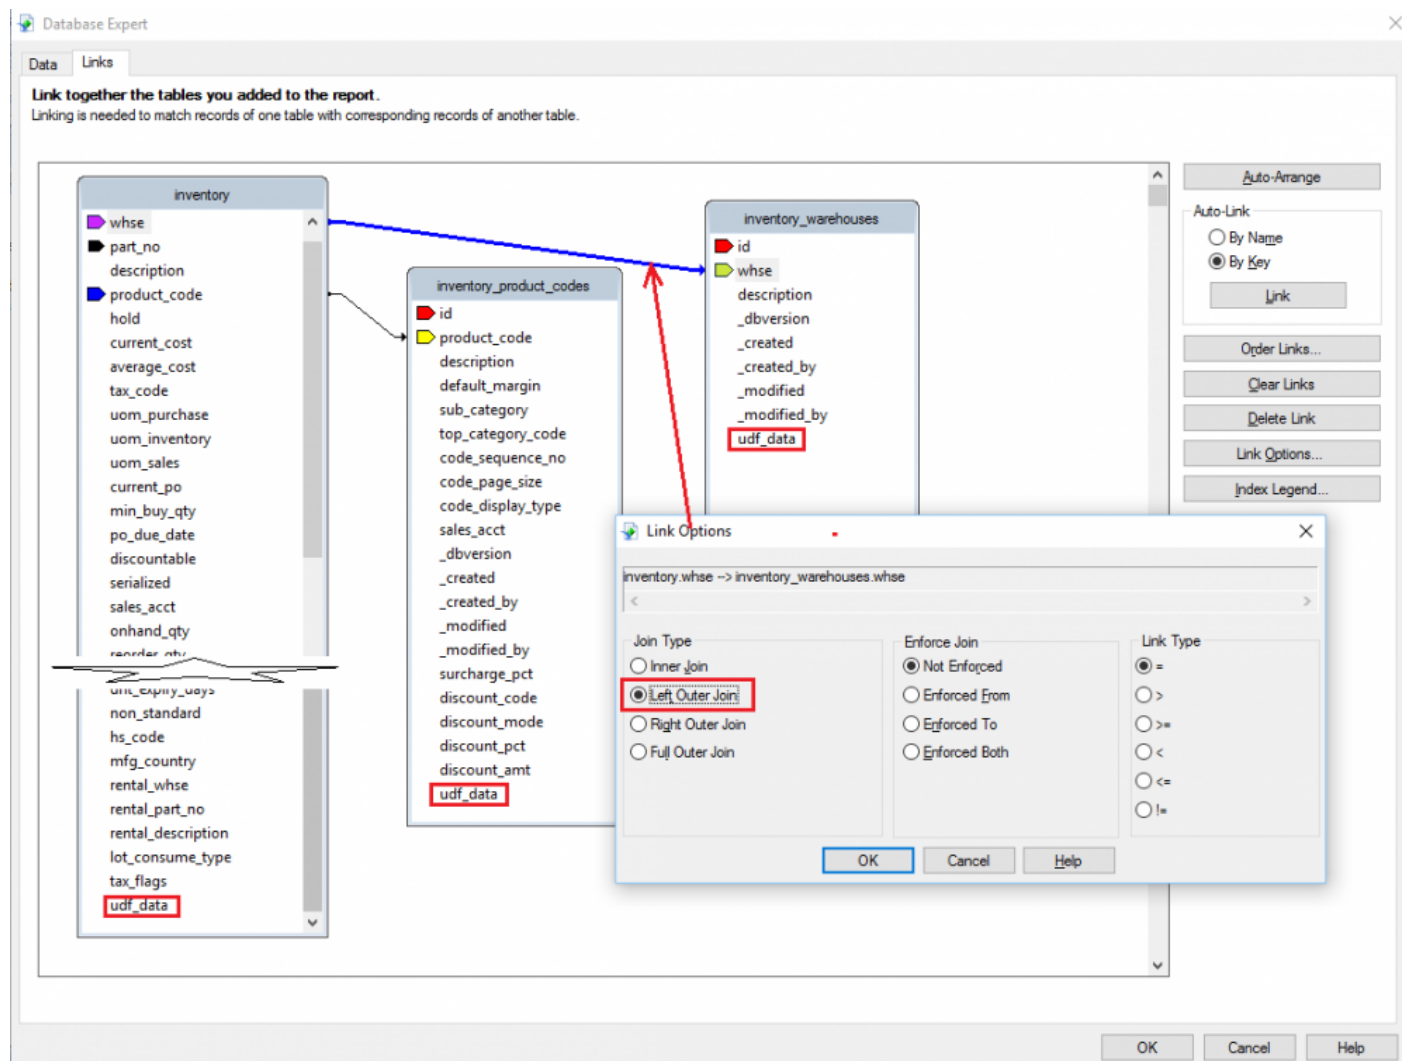 Database Expert
Data
Links
Link together the tables you added to the report.
Linking is needed to match records of one table with corresponding records of another table.
inventory
whse
part_no
description
product_code
hold
current_cost
average_cost
tax_code
uom_purchase
uom_inventory
uom_sales
current_po
min_buy_qty
po_due_date
discountable
serialized
sales_acct
onhand_qty
reorder_qty
unt_expiry_days
non_standard
hs_code
mfg_country
rental_whse
rental_part_no
rental_description
lot_consume_type
tax_flags
udf_data
inventory_product_codes
id
product_code
description
default_margin
sub_category
top_category_code
code_sequence_no
code_page_size
code_display_type
sales_acct
_dbversion
_created
_created_by
_modified
_modified_by
surcharge_pct
discount_code
discount_mode
discount_pct
discount_amt
udf_data
inventory_warehouses
id
whse
description
_dbversion
_created
_created_by
_modified
_modified_by
udf_data
Auto-Arrange
Auto-Link
By Name
By Key
Link
Order Links...
Clear Links
Delete Link
Link Options...
Index Legend...
Link Options
inventory.whse --> inventory_warehouses.whse
Join Type
Inner Join
Left Outer Join
Right Outer Join
Full Outer Join
Enforce Join
Not Enforced
Enforced From
Enforced To
Enforced Both
Link Type
=
>
>=
<
<=
!=
OK
Cancel
Help
OK
Cancel
Help